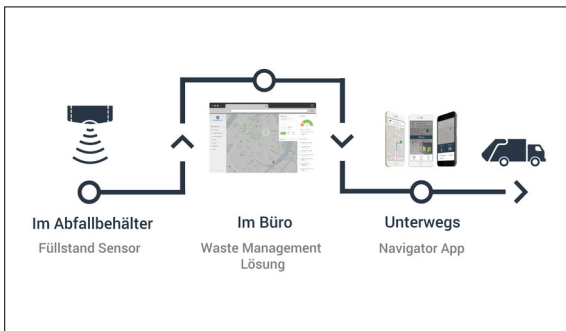 Im Abfallbehälter
Füllstand Sensor
Im Büro
Waste Management
Lösung
Unterwegs
Navigator App